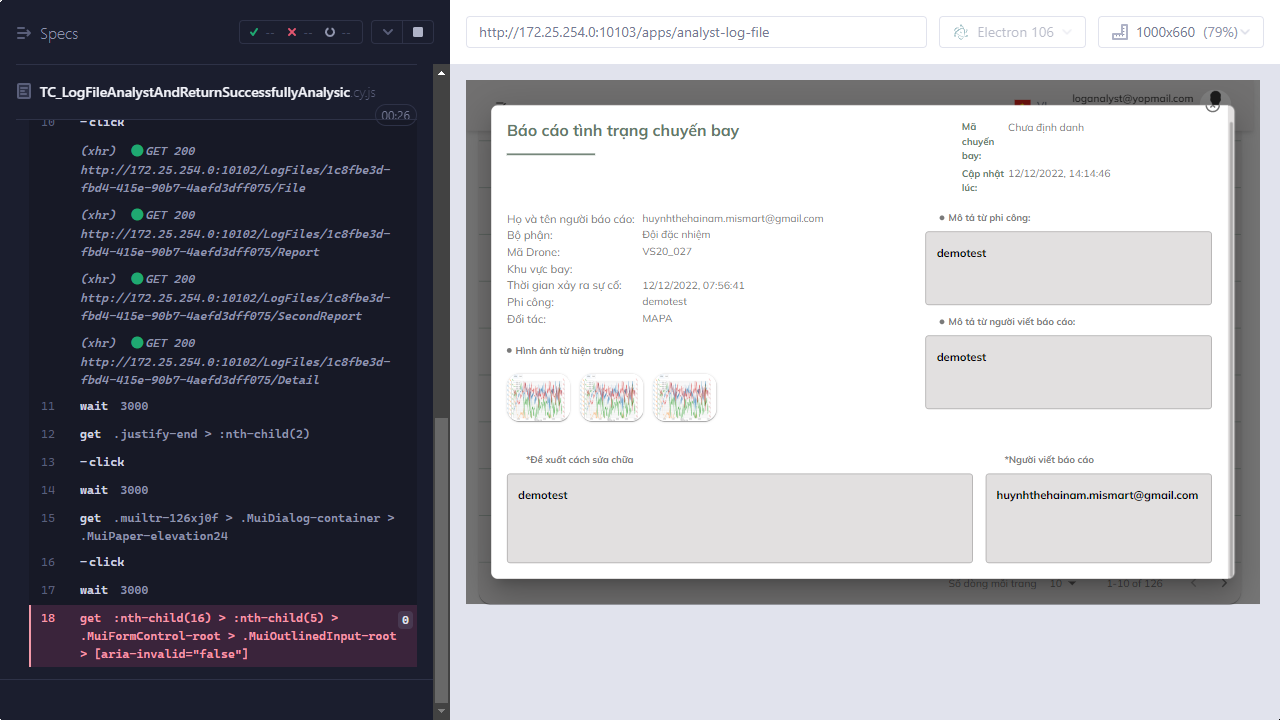 Specs
--
--
--
TC_LogFileAnalystAndReturnSuccessfullyAnalysic.cy.js
00:26
10 -click
(xhr) GET 200
http://172.25.254.0:10102/LogFiles/1c8fbe3d-
fbd4-415e-90b7-4aefd3dff075/File
(xhr) GET 200
http://172.25.254.0:10102/LogFiles/1c8fbe3d-
fbd4-415e-90b7-4aefd3dff075/Report
(xhr) GET 200
http://172.25.254.0:10102/LogFiles/1c8fbe3d-
fbd4-415e-90b7-4aefd3dff075/SecondReport
(xhr) GET 200
http://172.25.254.0:10102/LogFiles/1c8fbe3d-
fbd4-415e-90b7-4aefd3dff075/Detail
11 wait 3000
12 get .justify-end > :nth-child(2)
13 -click
14 wait 3000
15 get .muiltr-126xj0f > .MuiDialog-container >
.MuiPaper-elevation24
16 -click
17 wait 3000
18 get :nth-child(16) > :nth-child(5) > 0
.MuiFormControl-root > .MuiOutlinedInput-root
> [aria-invalid="false"]
http://172.25.254.0:10103/apps/analyst-log-file
Electron 106
1000x660 (79%)
loganalyst@yopmail.com
Báo cáo tình trạng chuyến bay
Mã chuyến bay: Chưa định danh
Cập nhật lúc: 12/12/2022, 14:14:46
Họ và tên người báo cáo: huynhthehainam.mismart@gmail.com
Bộ phận: Đội đặc nhiệm
Mã Drone: VS20_027
Khu vực bay:
Thời gian xảy ra sự cố: 12/12/2022, 07:56:41
Phi công: demotest
Đối tác: MAPA
Hình ảnh từ hiện trường
Mô tả từ phi công:
demotest
Mô tả từ người viết báo cáo:
demotest
*Đề xuất cách sửa chữa
demotest
*Người viết báo cáo
huynhthehainam.mismart@gmail.com
Số dòng mỗi trang 10 1-10 of 126